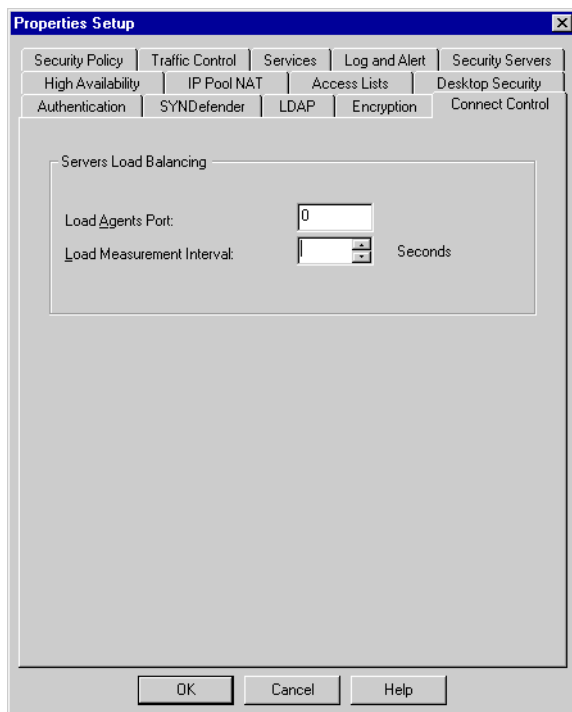 Properties Setup
Security Policy Traffic Control Services Log and Alert Security Servers
High Availability IP Pool NAT Access Lists Desktop Security
Authentication SYNDefender LDAP Encryption Connect Control
Servers Load Balancing
Load Agents Port: 0
Load Measurement Interval: Seconds
OK Cancel Help